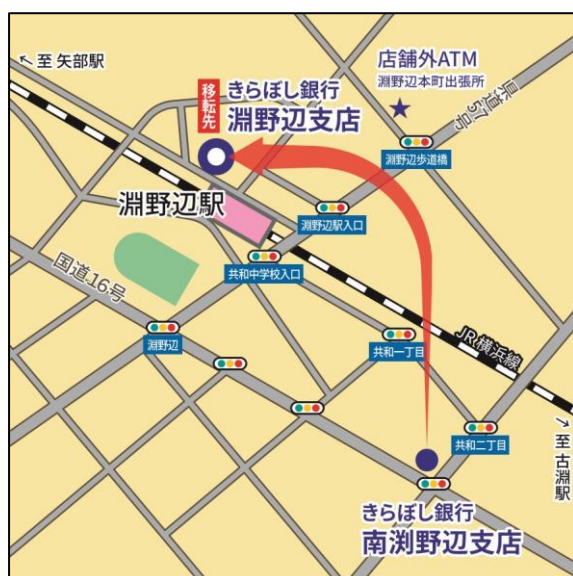 ↖至 矢部駅
店舗外ATM
淵野辺本町出張所
県道57号
移転先
きらぼし銀行
淵野辺支店
淵野辺歩道橋
淵野辺駅
淵野辺駅入口
国道16号
共和中学校入口
淵野辺
共和一丁目
JR横浜線
共和二丁目
→至 古淵駅
きらぼし銀行
南渕野辺支店